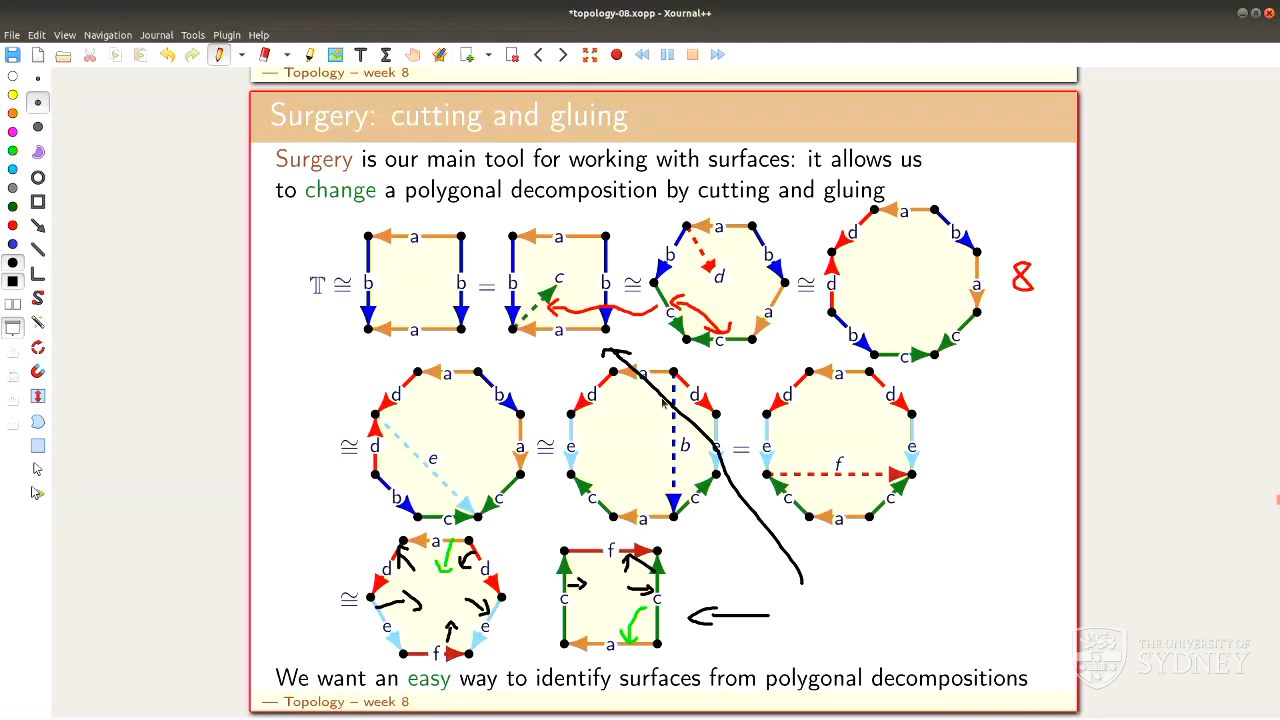 *topology-08.xopp - Xournal++
File Edit View Navigation Journal Tools Plugin Help
— Topology – week 8
Surgery: cutting and gluing
Surgery is our main tool for working with surfaces: it allows us
to change a polygonal decomposition by cutting and gluing
𝕋 ≅ a b b a = a b c b a ≅ a b b d c a c ≅ a d b d a b c c 8
≅ a d b d e a b c c ≅ a d d e b e c c a = a d d e e f c c a
≅ a d d e e f f c c a
We want an easy way to identify surfaces from polygonal decompositions
— Topology – week 8
THE UNIVERSITY OF
SYDNEY